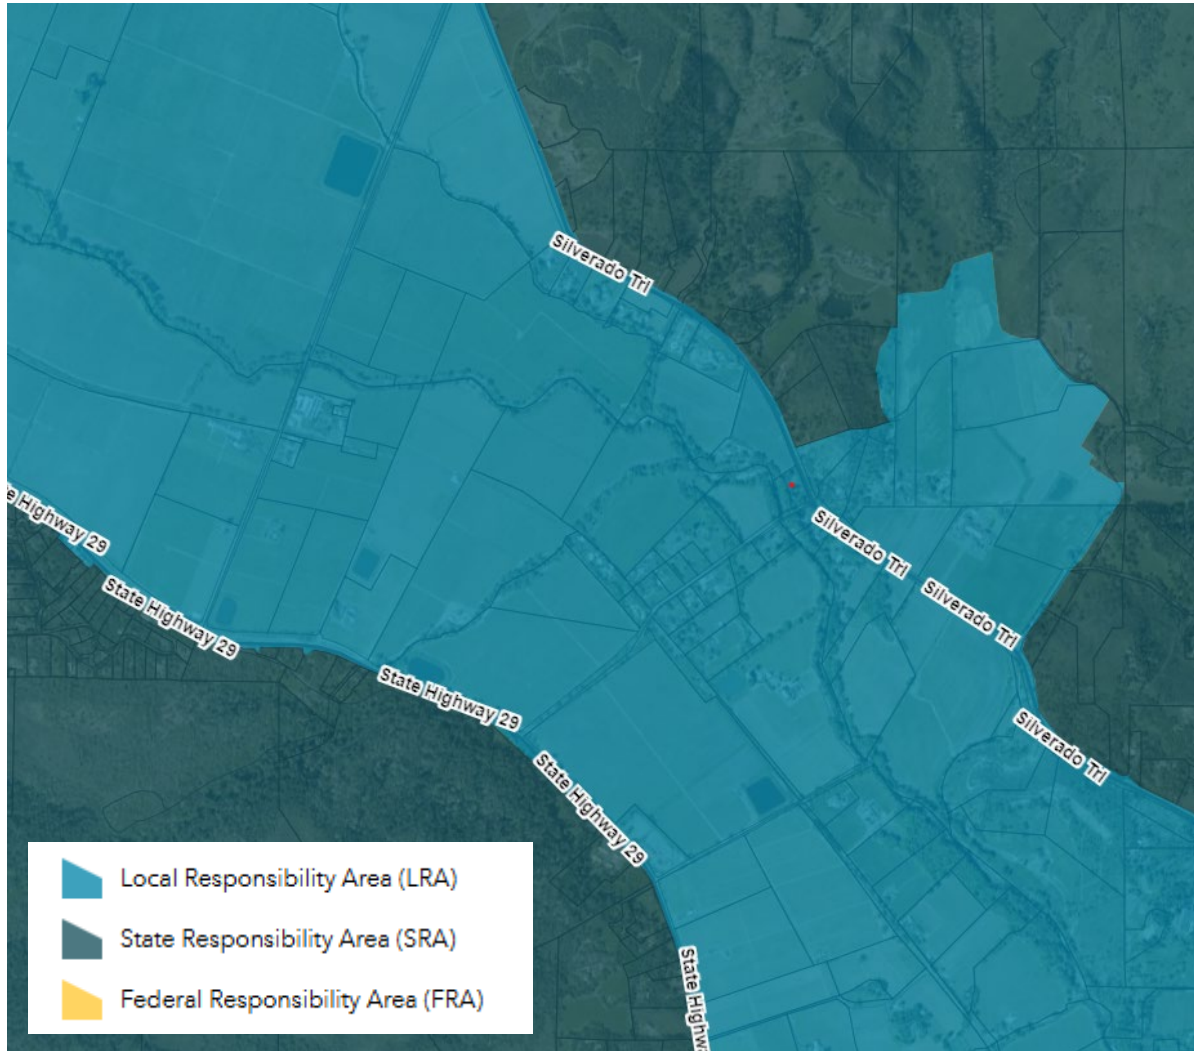 Silverado Trl
e Highway 29
Silverado Trl
Silverado Trl
State Highway 29
State Highway 29
Silverado Trl
State Highway 29
State Highwa
Local Responsibility Area (LRA)
State Responsibility Area (SRA)
Federal Responsibility Area (FRA)